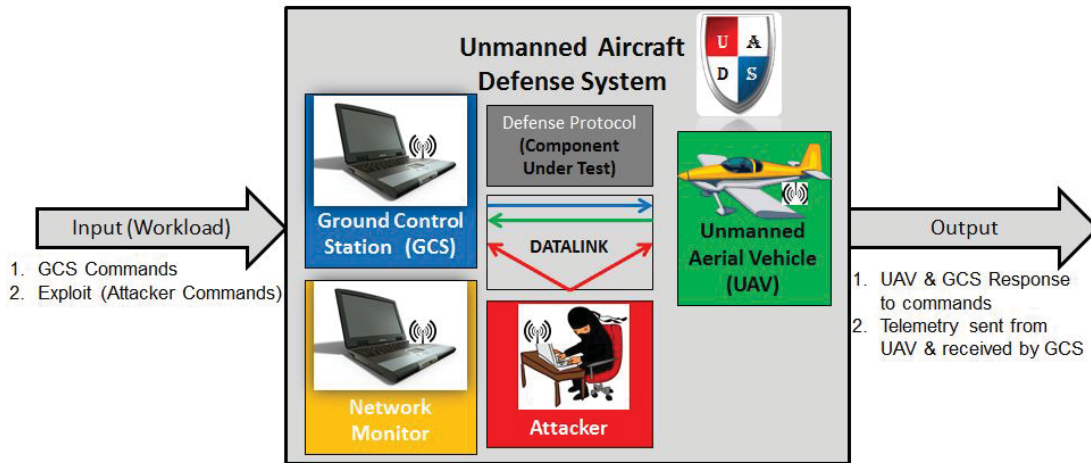 Unmanned Aircraft
Defense System
U A
D S
Input (Workload)
1. GCS Commands
2. Exploit (Attacker Commands)
Ground Control
Station (GCS)
Defense Protocol
(Component
Under Test)
DATALINK
Unmanned
Aerial Vehicle
(UAV)
Network
Monitor
Attacker
Output
1. UAV & GCS Response
to commands
2. Telemetry sent from
UAV & received by GCS